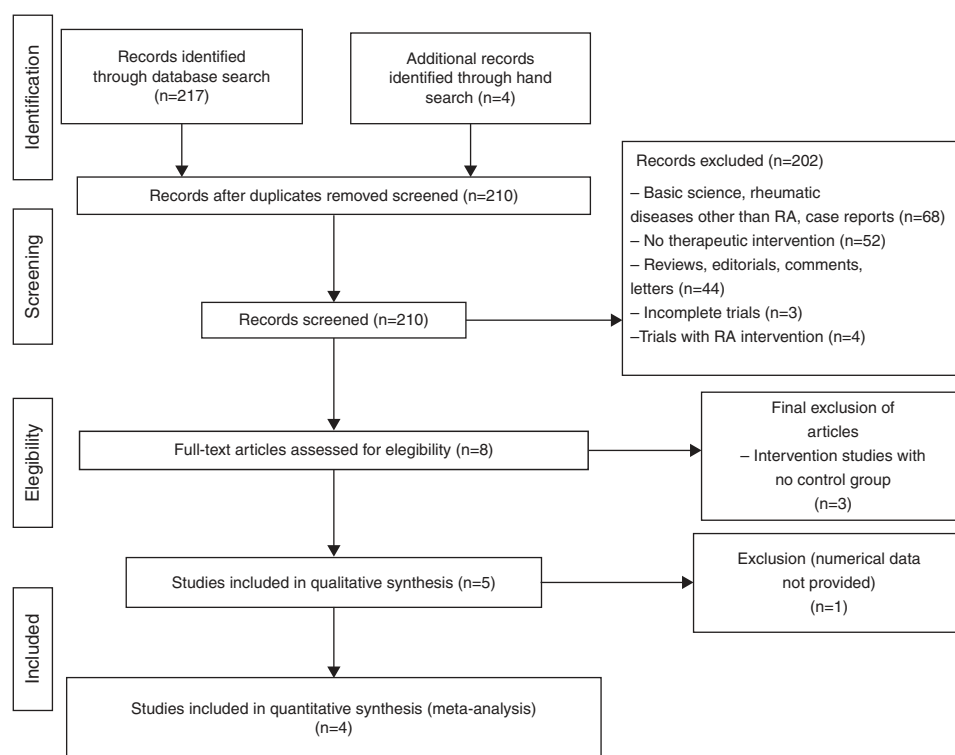 Identification
Records identified
through database search
(n=217)
Additional records
identified through hand
search (n=4)
Records after duplicates removed screened (n=210)
Screening
Records screened (n=210)
Records excluded (n=202)
– Basic science, rheumatic
diseases other than RA, case reports (n=68)
– No therapeutic intervention (n=52)
– Reviews, editorials, comments,
letters (n=44)
– Incomplete trials (n=3)
–Trials with RA intervention (n=4)
Elegibility
Full-text articles assessed for elegibility (n=8)
Final exclusion of
articles
– Intervention studies with
no control group
(n=3)
Included
Studies included in qualitative synthesis (n=5)
Exclusion (numerical data
not provided)
(n=1)
Studies included in quantitative synthesis (meta-analysis)
(n=4)